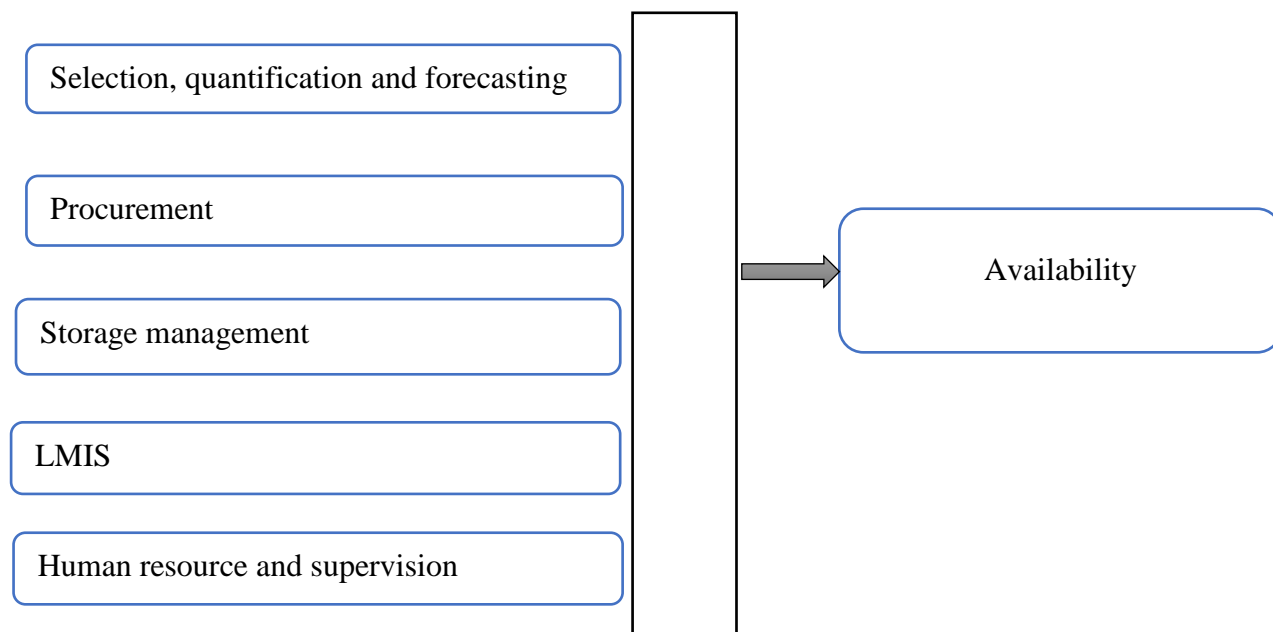 Selection, quantification and forecasting
Procurement
Storage management
LMIS
Human resource and supervision
Availability